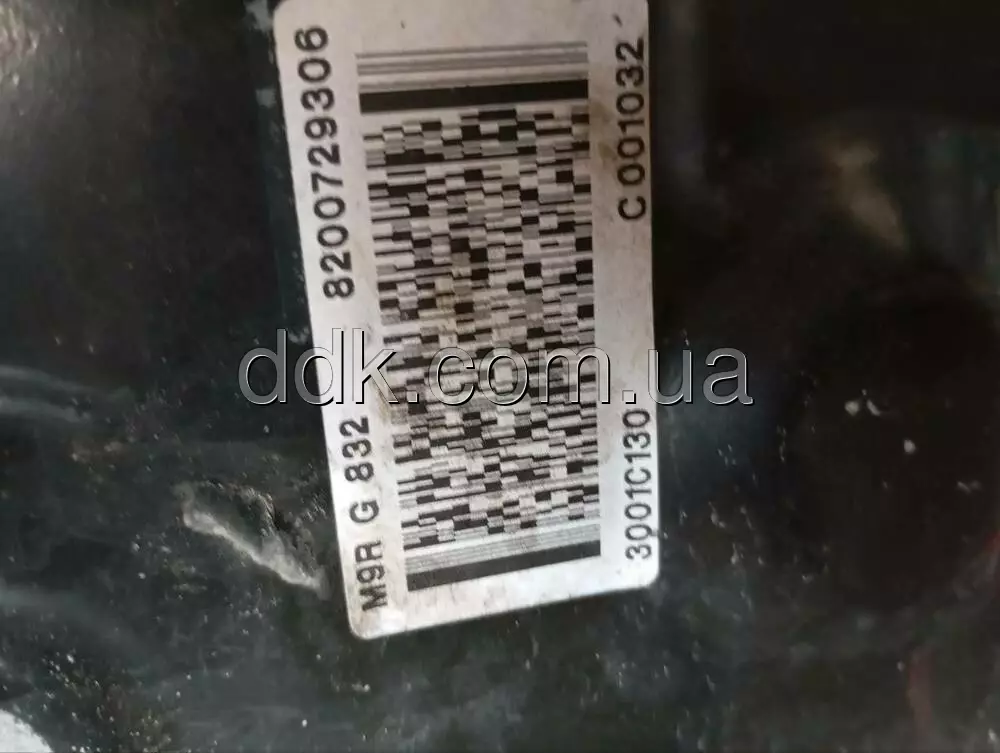 M9R G 832 8200729306
3001C130 C 001032
ddk.com.ua